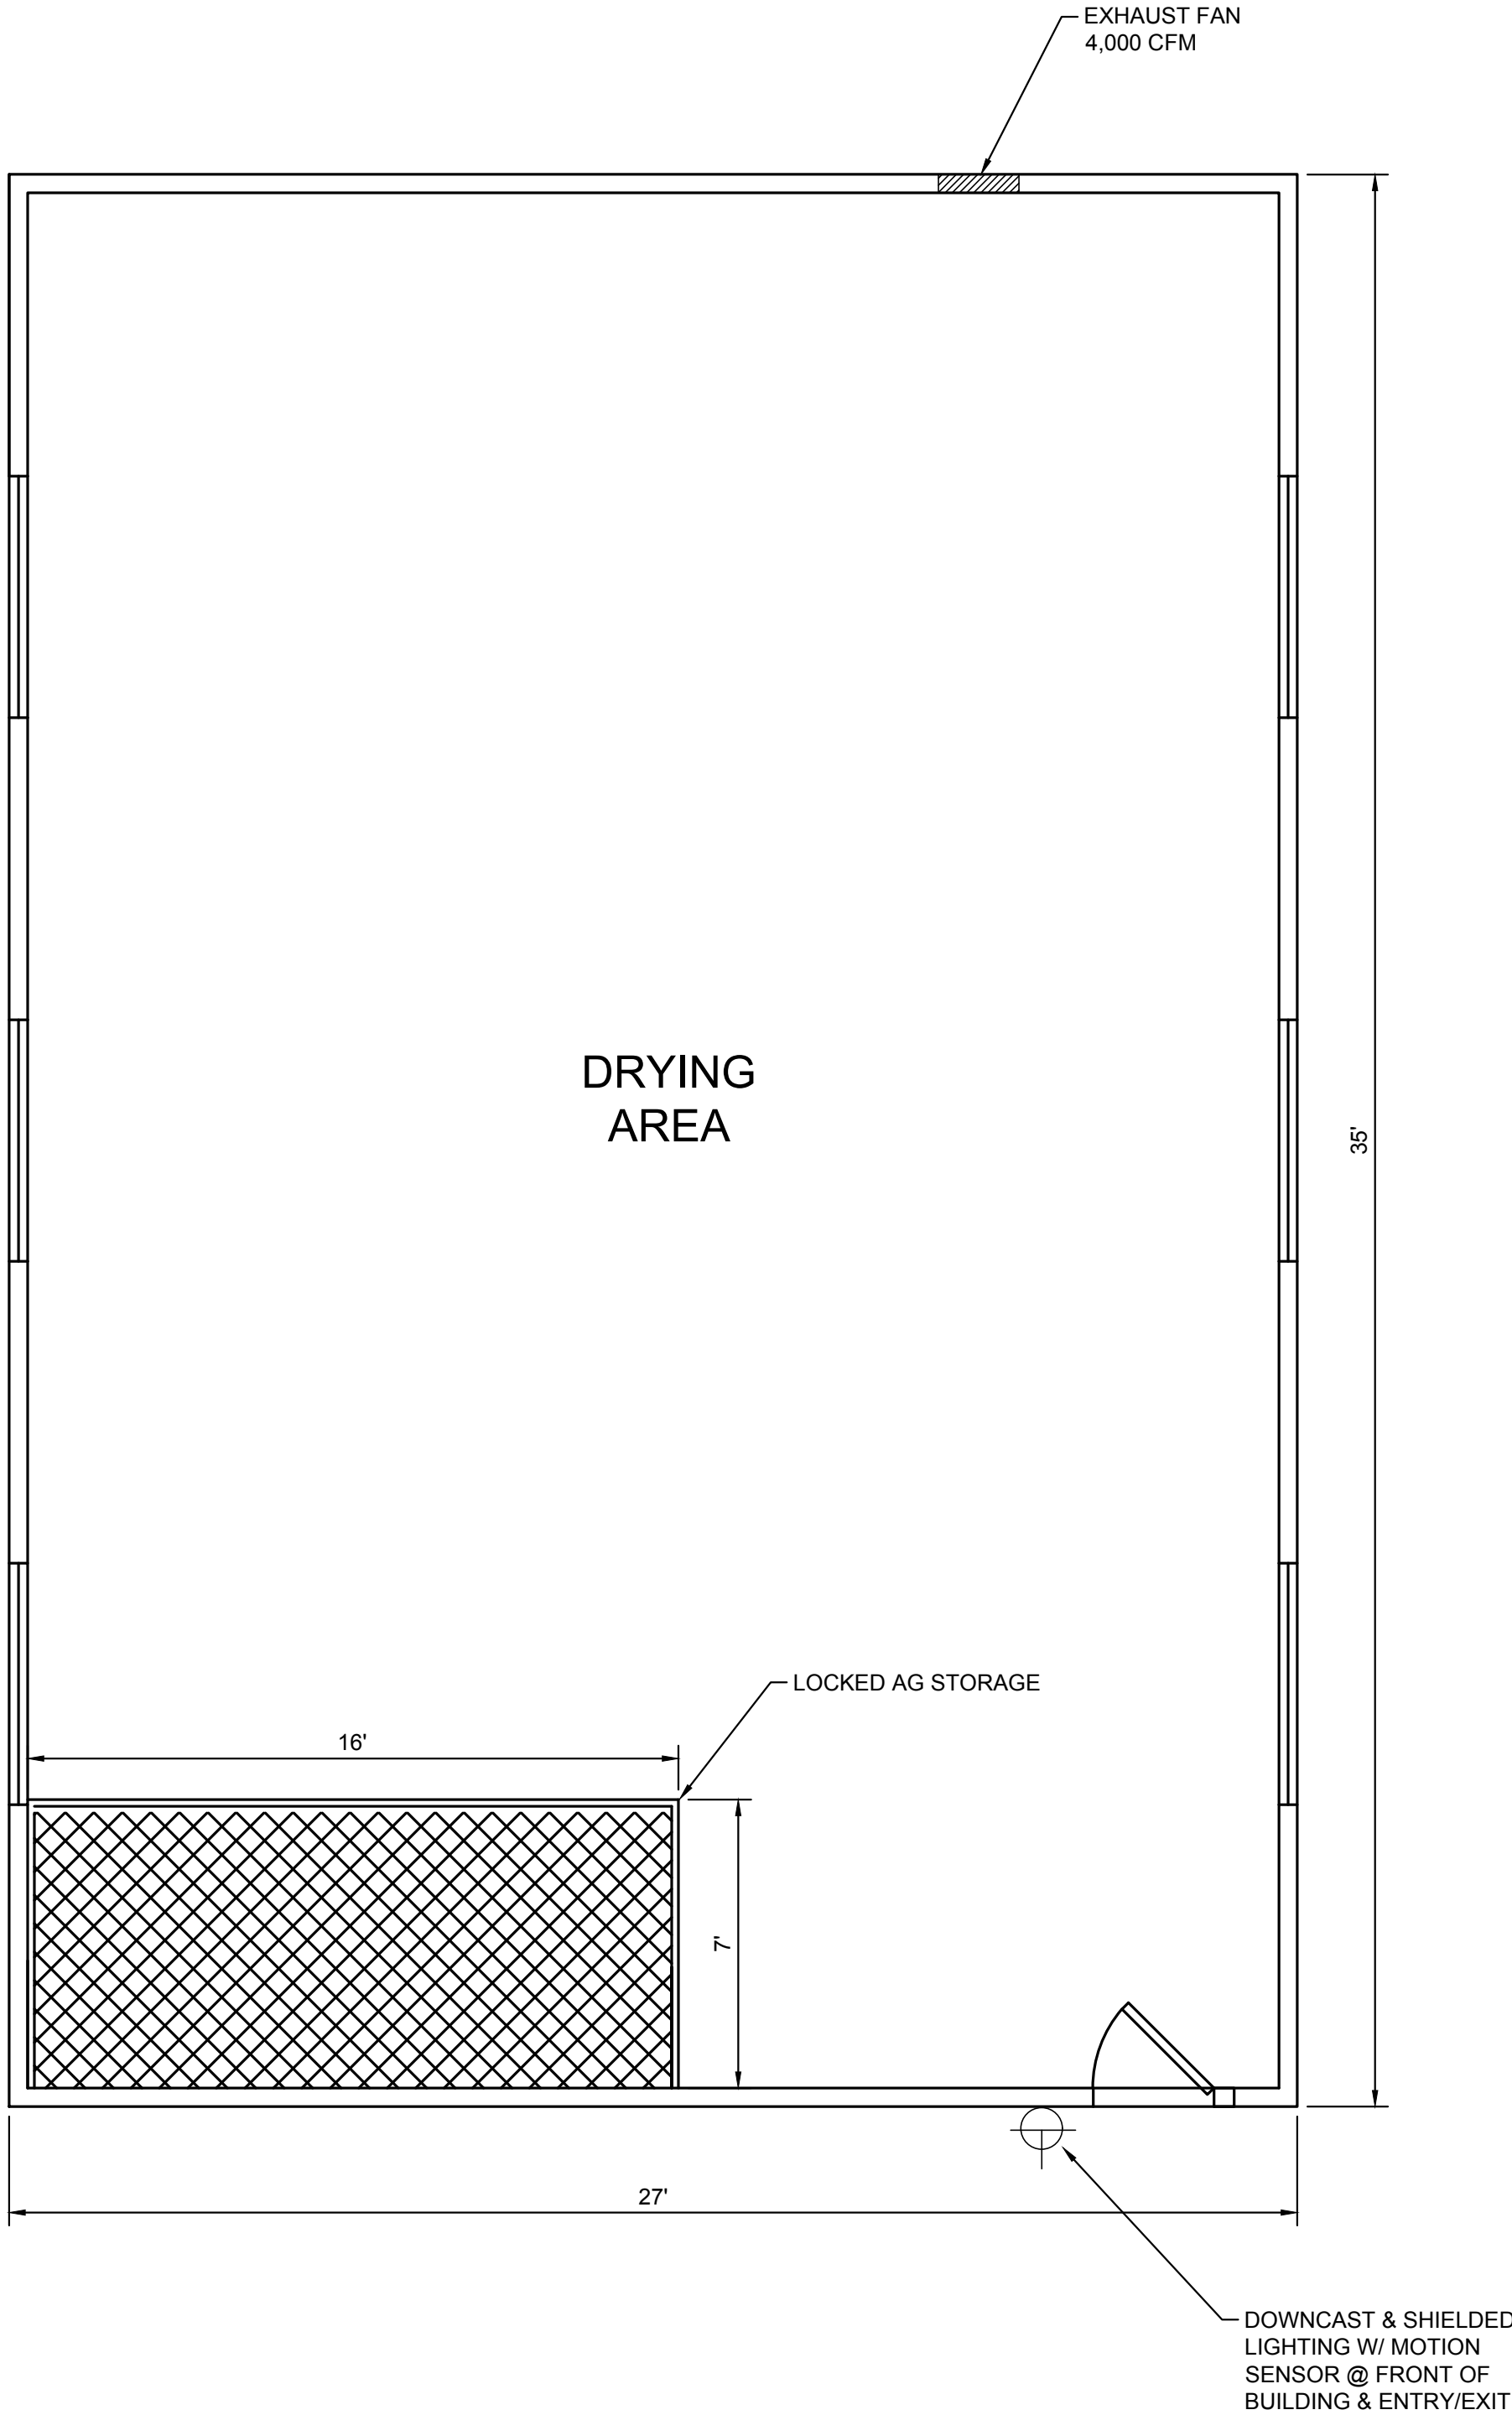 EXHAUST FAN
4,000 CFM
DRYING
AREA
35'
LOCKED AG STORAGE
16'
7'
27'
DOWNCAST & SHIELDED
LIGHTING W/ MOTION
SENSOR @ FRONT OF
BUILDING & ENTRY/EXIT